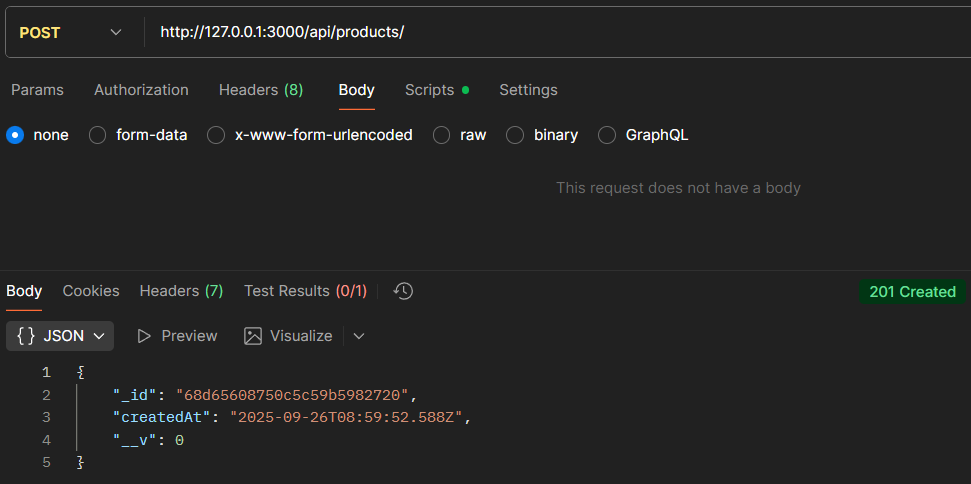 POST http://127.0.0.1:3000/api/products/
Params Authorization Headers (8) Body Scripts Settings
none form-data x-www-form-urlencoded raw binary GraphQL
This request does not have a body
Body Cookies Headers (7) Test Results (0/1) 201 Created
{} JSON Preview Visualize
1 {
2 "_id": "68d65608750c5c59b5982720",
3 "createdAt": "2025-09-26T08:59:52.588Z",
4 "__v": 0
5 }